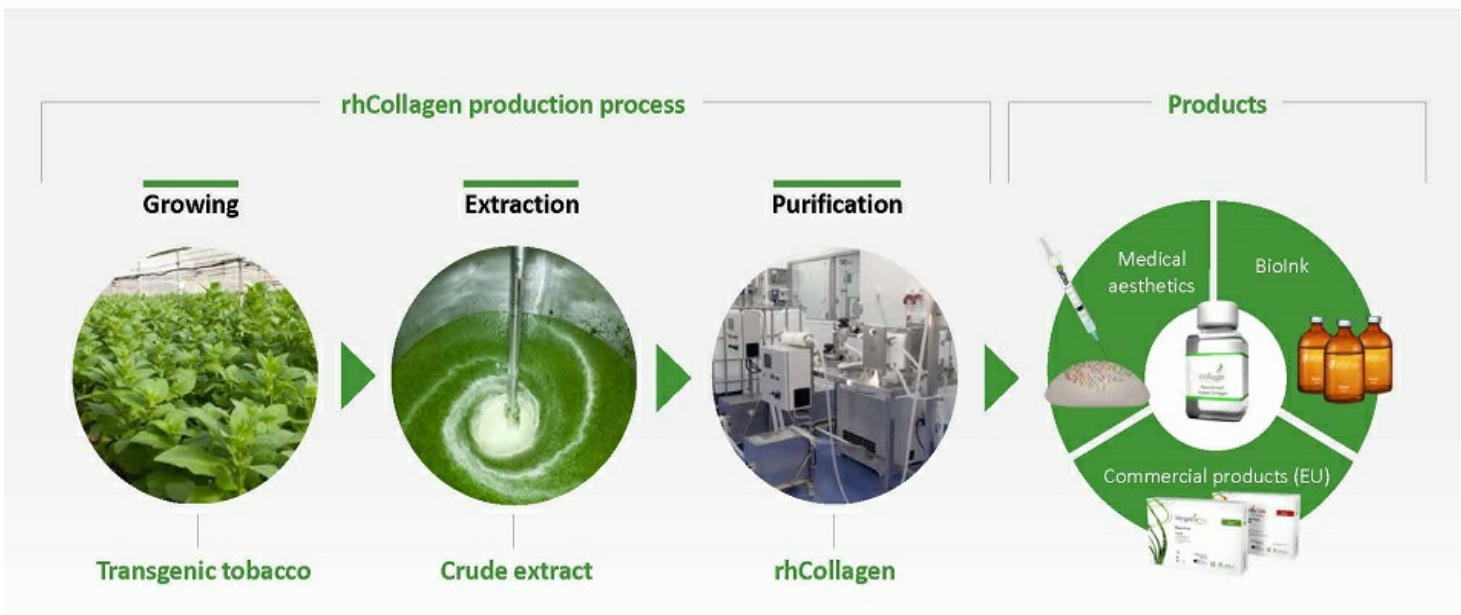 rhCollagen production process
Products
Growing
Extraction
Purification
Medical
aesthetics
BioInk
Commercial products (EU)
Transgenic tobacco
Crude extract
rhCollagen